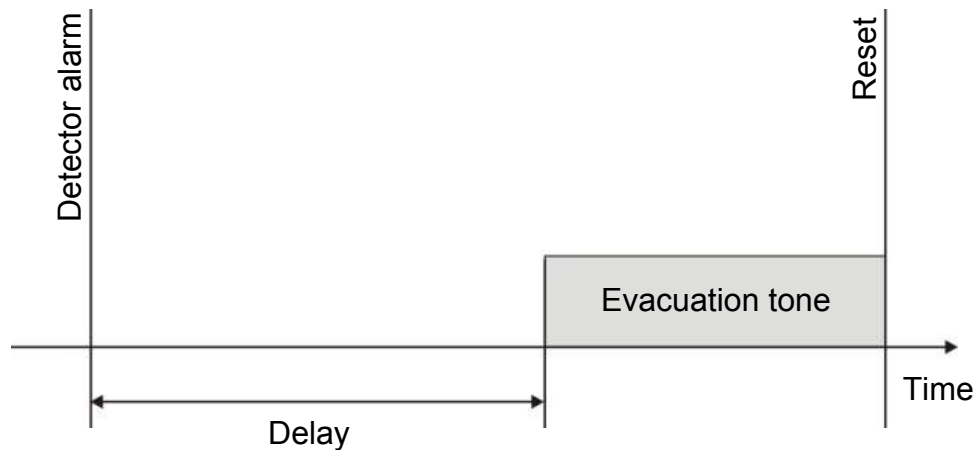 Detector alarm
Reset
Evacuation tone
Time
Delay